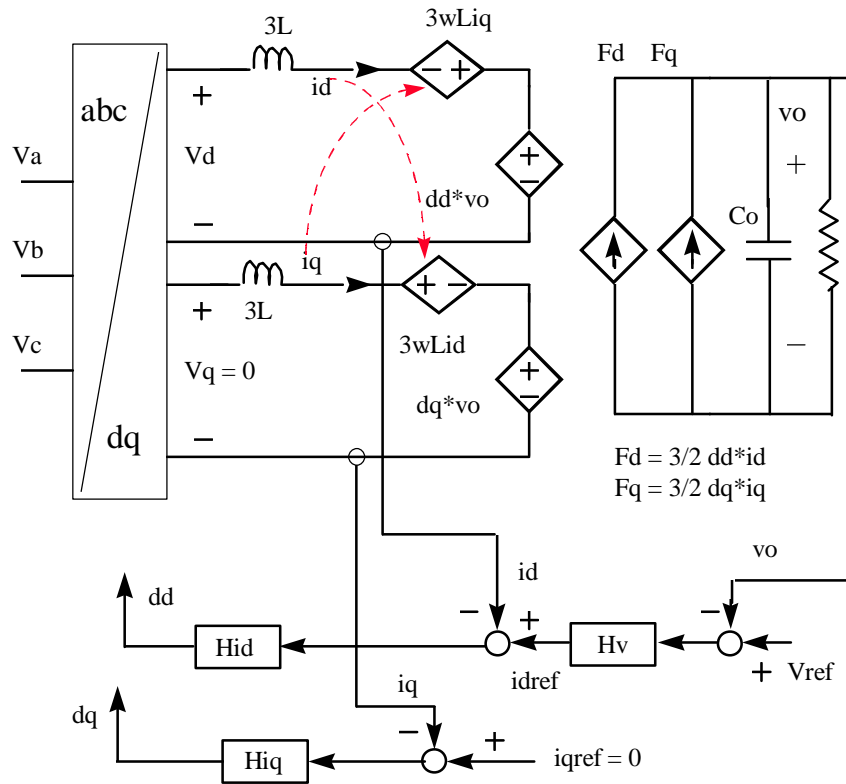 3L
3wLiq
Fd Fq
abc
+
id
− +
Va
Vd
vo
+
+
−
dd*vo
Co
Vb
−
iq
+ −
3L
+
Vc
3wLid
−
Vq = 0
dq*vo
+
−
dq
−
Fd = 3/2 dd*id
Fq = 3/2 dq*iq
vo
id
dd
−
+
−
Hid
Hv
idref
+ Vref
iq
dq
−
+
Hiq
iqref = 0